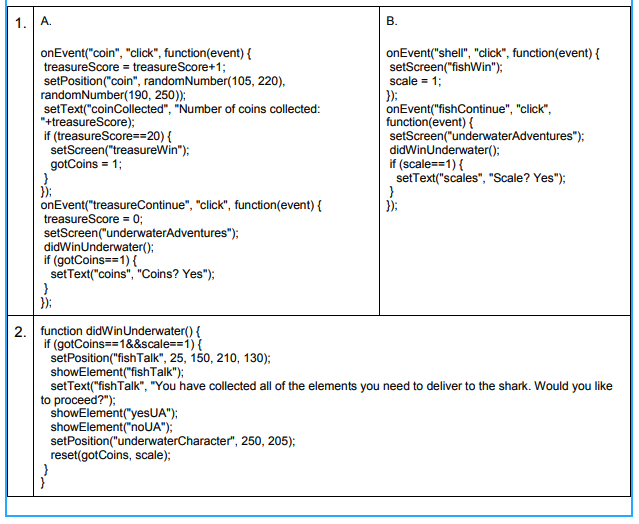 1. A.
onEvent("coin", "click", function(event) {
treasureScore = treasureScore+1;
setPosition("coin", randomNumber(105, 220),
randomNumber(190, 250));
setText("coinCollected", "Number of coins collected:
"+treasureScore);
if (treasureScore==20) {
setScreen("treasureWin");
gotCoins = 1;
}
});
onEvent("treasureContinue", "click", function(event) {
treasureScore = 0;
setScreen("underwaterAdventures");
didWinUnderwater();
if (gotCoins==1) {
setText("coins", "Coins? Yes");
}
});
B.
onEvent("shell", "click", function(event) {
setScreen("fishWin");
scale = 1;
});
onEvent("fishContinue", "click",
function(event) {
setScreen("underwaterAdventures");
didWinUnderwater();
if (scale==1) {
setText("scales", "Scale? Yes");
}
});
2. function didWinUnderwater() {
if (gotCoins==1&&scale==1) {
setPosition("fishTalk", 25, 150, 210, 130);
showElement("fishTalk");
setText("fishTalk", "You have collected all of the elements you need to deliver to the shark. Would you like
to proceed?");
showElement("yesUA");
showElement("noUA");
setPosition("underwaterCharacter", 250, 205);
reset(gotCoins, scale);
}
}